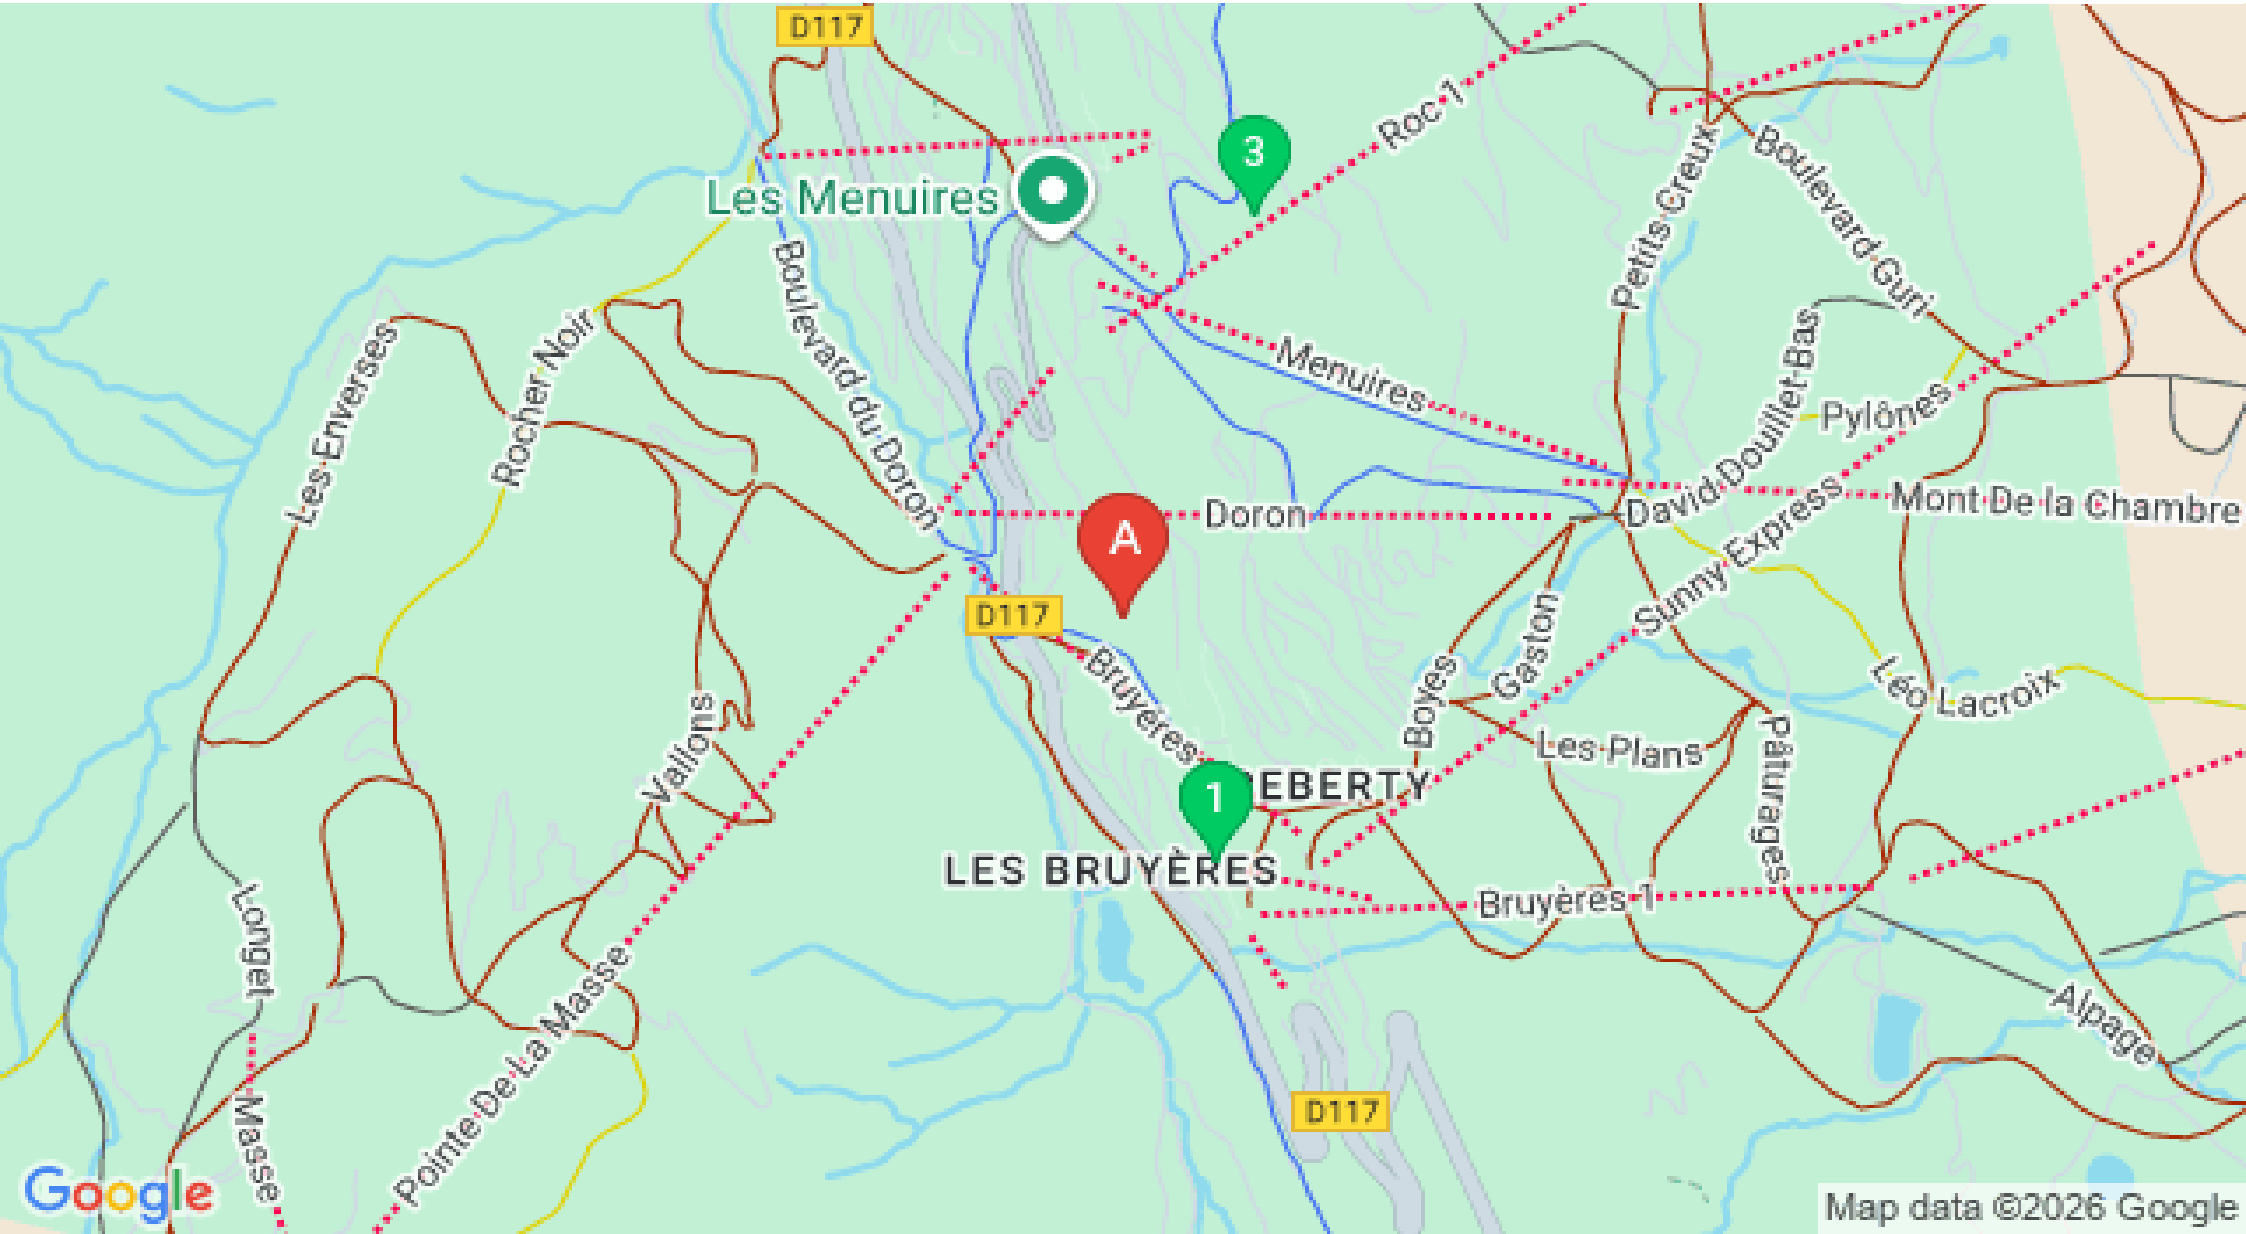 D117
3
Roc 1
Les Menuires
Petits Creux
Boulevard Guri
Boulevard du Doron
Menuires
Les Enverses
Rocher Noir
David Douillet Bas
Pylônes
Mont De la Chambre
Doron
A
Sunny Express
D117
Gaston
Bruyères
Boyes
Léo Lacroix
Les Plans
Pâturages
Vallons
1
EBERTY
LES BRUYÈRES
Bruyères 1
Longet
Pointe De La Masse
Alpage
D117
Masse
Google
Map data ©2026 Google